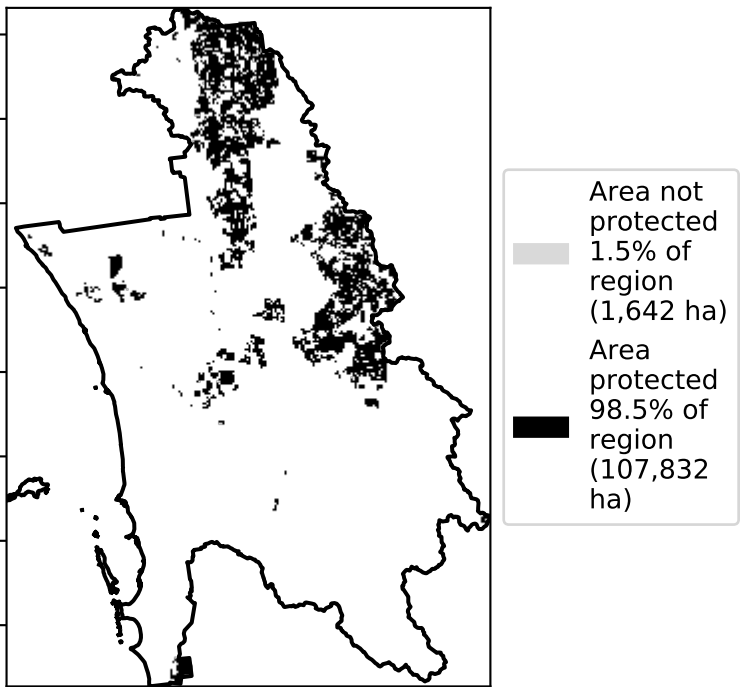 Area not
protected
1.5% of
region
(1,642 ha)
Area
protected
98.5% of
region
(107,832
ha)